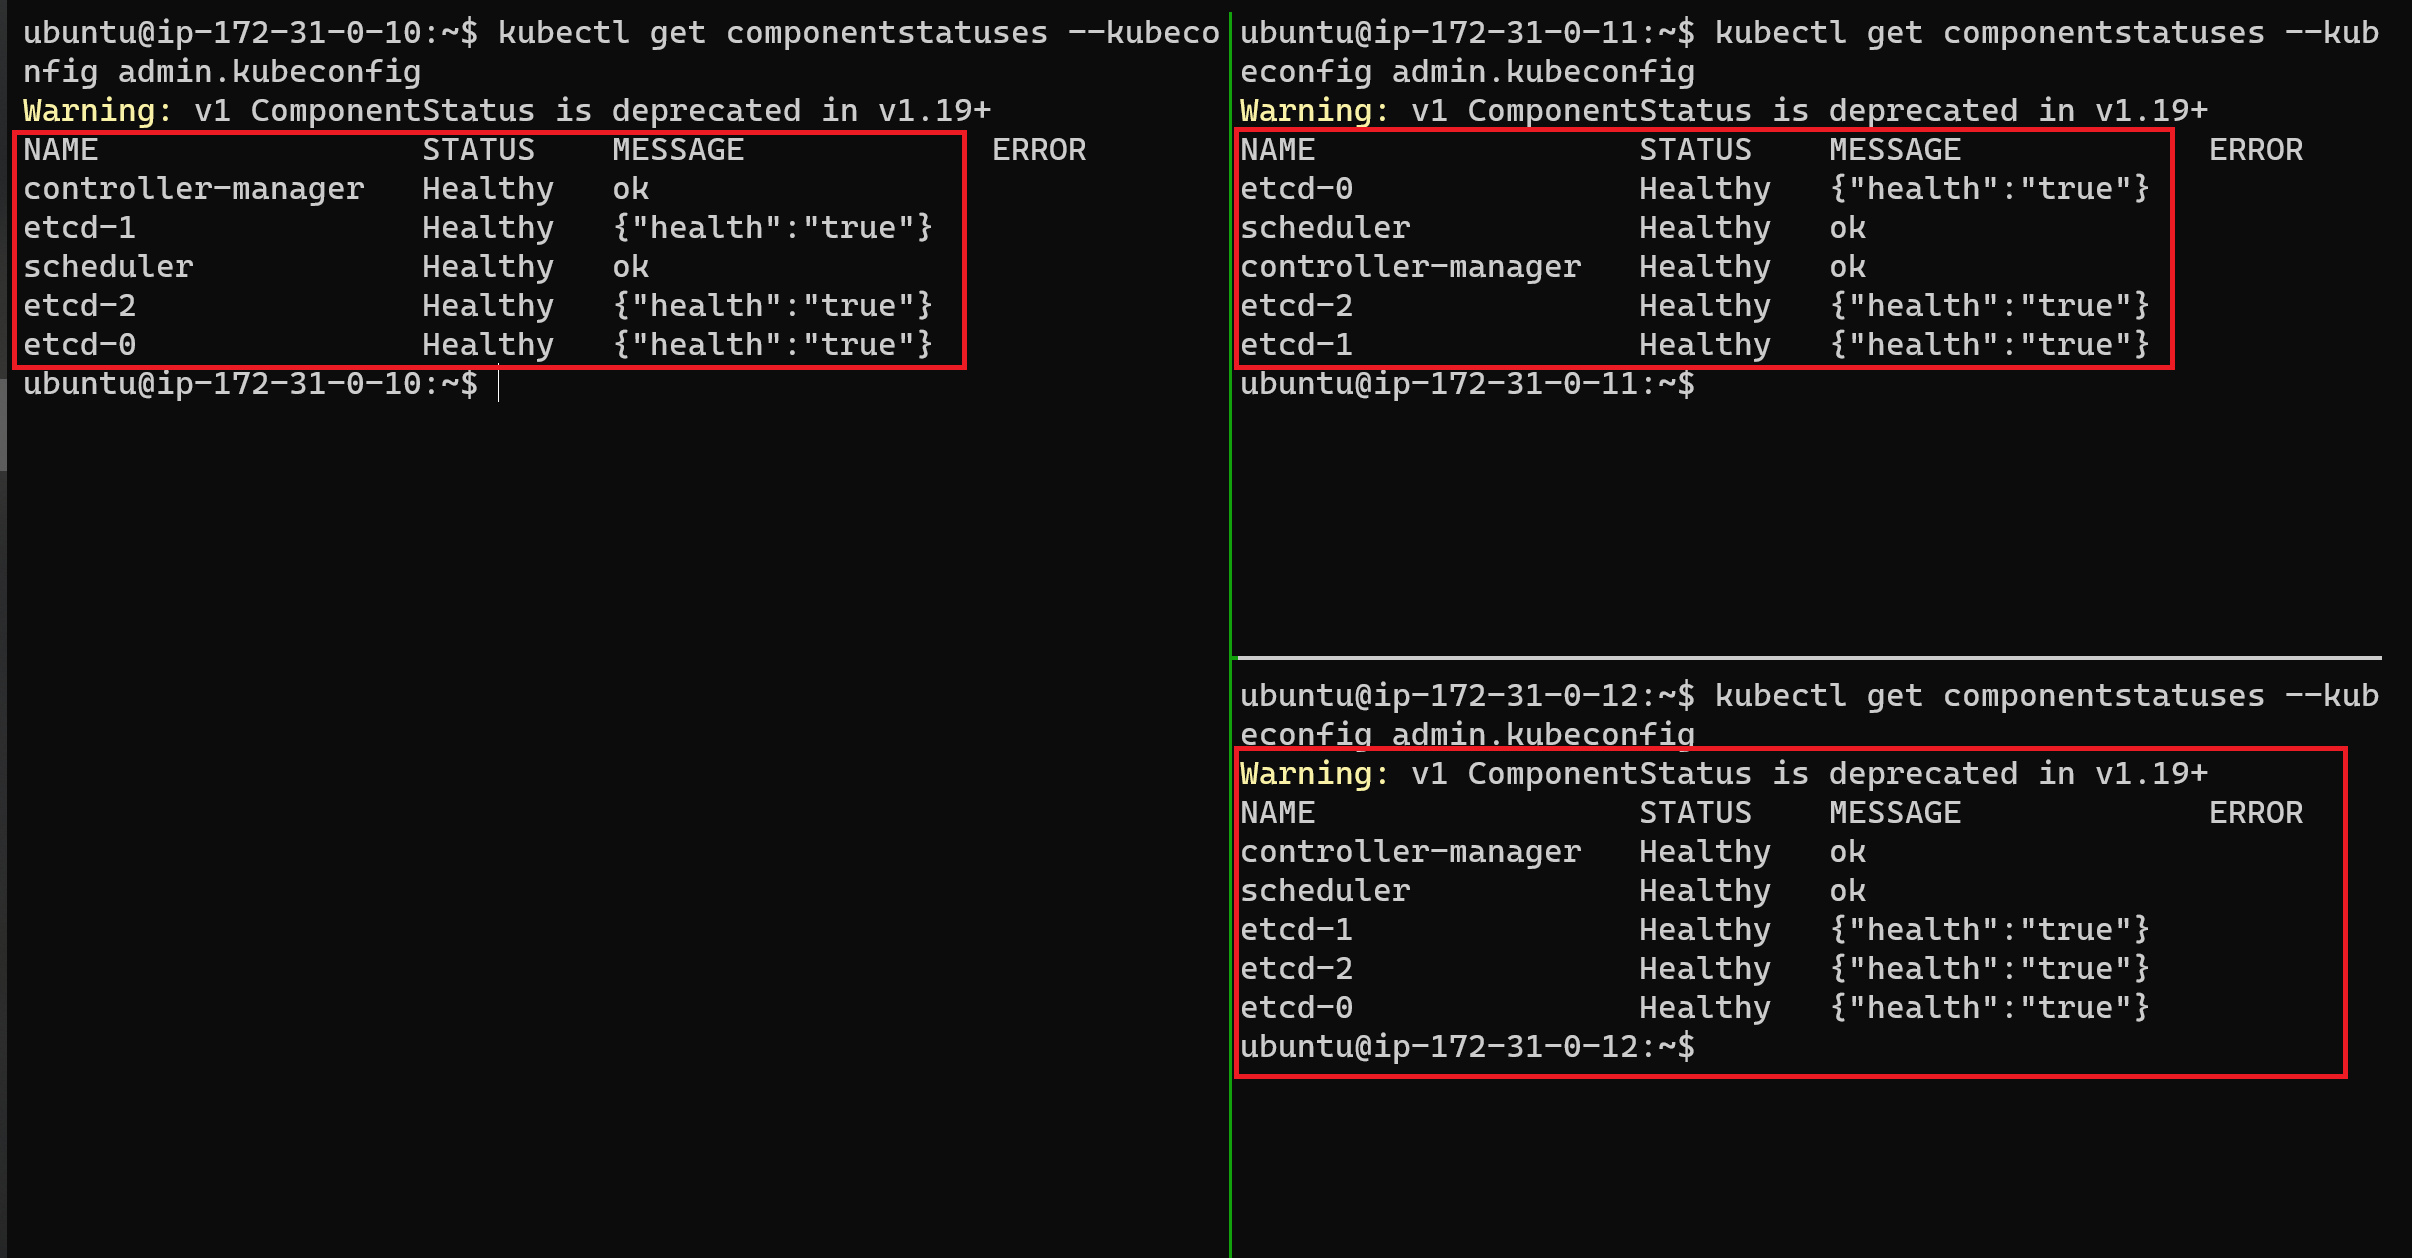 ubuntu@ip-172-31-0-10:~$ kubectl get componentstatuses --kubeco
nfig admin.kubeconfig
Warning: v1 ComponentStatus is deprecated in v1.19+
NAME                 STATUS    MESSAGE             ERROR
controller-manager   Healthy   ok
etcd-1               Healthy   {"health":"true"}
scheduler            Healthy   ok
etcd-2               Healthy   {"health":"true"}
etcd-0               Healthy   {"health":"true"}
ubuntu@ip-172-31-0-10:~$
ubuntu@ip-172-31-0-11:~$ kubectl get componentstatuses --kub
econfig admin.kubeconfig
Warning: v1 ComponentStatus is deprecated in v1.19+
NAME                 STATUS    MESSAGE             ERROR
etcd-0               Healthy   {"health":"true"}
scheduler            Healthy   ok
controller-manager   Healthy   ok
etcd-2               Healthy   {"health":"true"}
etcd-1               Healthy   {"health":"true"}
ubuntu@ip-172-31-0-11:~$
ubuntu@ip-172-31-0-12:~$ kubectl get componentstatuses --kub
econfig admin.kubeconfig
Warning: v1 ComponentStatus is deprecated in v1.19+
NAME                 STATUS    MESSAGE             ERROR
controller-manager   Healthy   ok
scheduler            Healthy   ok
etcd-1               Healthy   {"health":"true"}
etcd-2               Healthy   {"health":"true"}
etcd-0               Healthy   {"health":"true"}
ubuntu@ip-172-31-0-12:~$